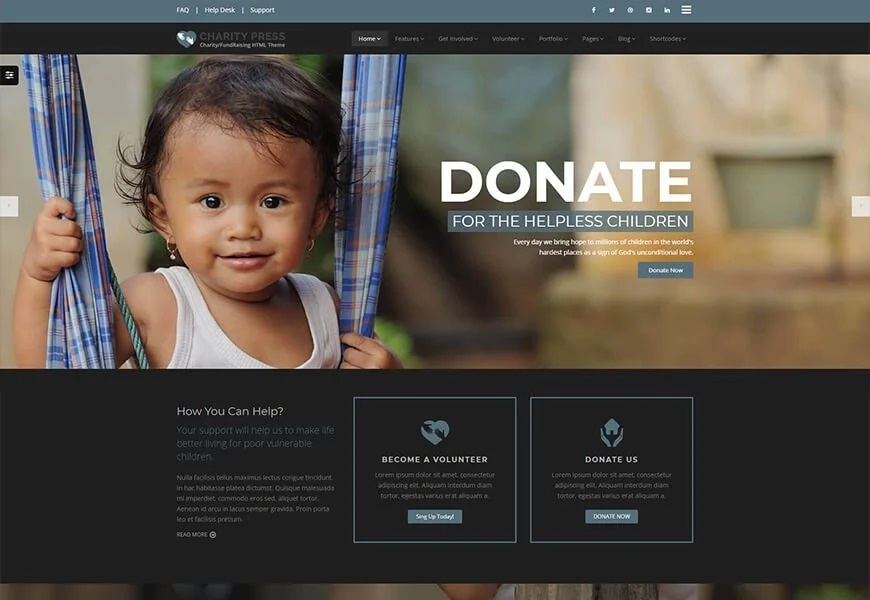 FAQ | Help Desk | Support
CHARITY PRESS
Charity/FundRaising HTML Theme
Home Features Get Involved Volunteer Portfolio Pages Blog Shortcodes
DONATE
FOR THE HELPLESS CHILDREN
Every day we bring hope to millions of children in the world's
hardest places as a sign of God's unconditional love.
Donate Now
How You Can Help?
Your support will help us to make life
better living for poor vulnerable
children.
Nulla facilisis tellus maximus lectus congue tincidunt.
In hac habitasse platea dictumst. Quisque malesuada
mi imperdiet, commodo eros sed, aliquet tortor.
Aenean id arcu in lacus semper gravida. Proin porta
leo et facilisis pretium.
READ MORE
BECOME A VOLUNTEER
Lorem ipsum dolor sit amet, consectetur
adipiscing elit. Aliquam interdum diam
tortor, egestas varius erat aliquam a.
Sing Up Today!
DONATE US
Lorem ipsum dolor sit amet, consectetur
adipiscing elit. Aliquam interdum diam
tortor, egestas varius erat aliquam a.
DONATE NOW